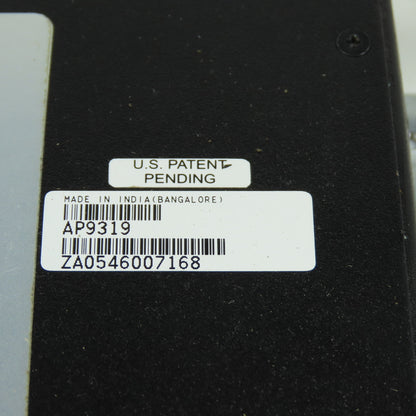 U.S. PATENT
PENDING
MADE IN INDIA(BANGALORE)
AP9319
ZA0546007168